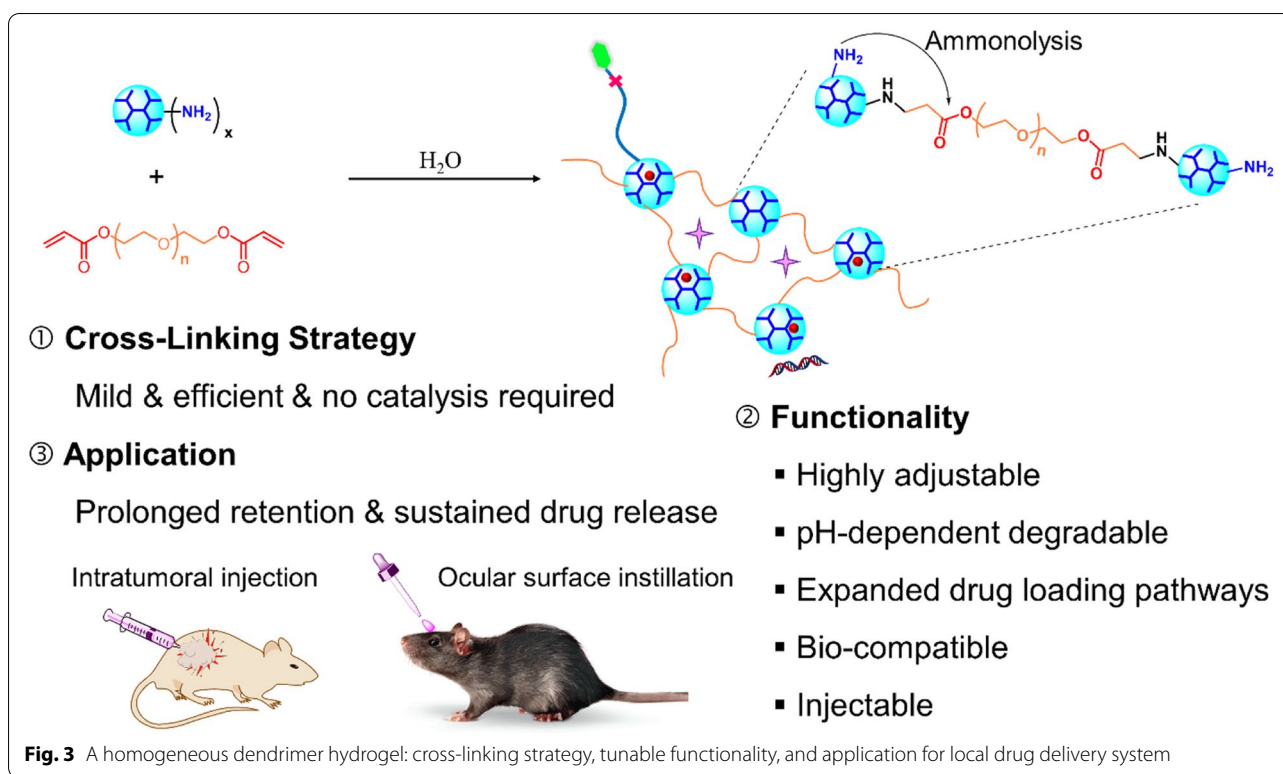 NH₂
x
+
H₂O
O
O
O
n
O
O
Ammonolysis
NH₂
H
N
O
O
O
n
O
O
N
H
NH₂
① Cross-Linking Strategy
Mild & efficient & no catalysis required
③ Application
Prolonged retention & sustained drug release
Intratumoral injection
Ocular surface instillation
② Functionality
▪ Highly adjustable
▪ pH-dependent degradable
▪ Expanded drug loading pathways
▪ Bio-compatible
▪ Injectable
Fig. 3 A homogeneous dendrimer hydrogel: cross-linking strategy, tunable functionality, and application for local drug delivery system